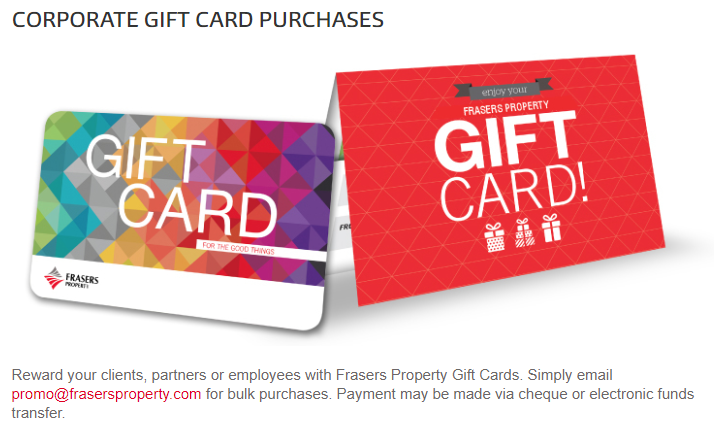 CORPORATE GIFT CARD PURCHASES
GIFT
CARD
FOR THE GOOD THINGS
FRASERS
PROPERTY
enjoy your
FRASERS PROPERTY
GIFT
CARD!
Reward your clients, partners or employees with Frasers Property Gift Cards. Simply email
promo@frasersproperty.com for bulk purchases. Payment may be made via cheque or electronic funds
transfer.